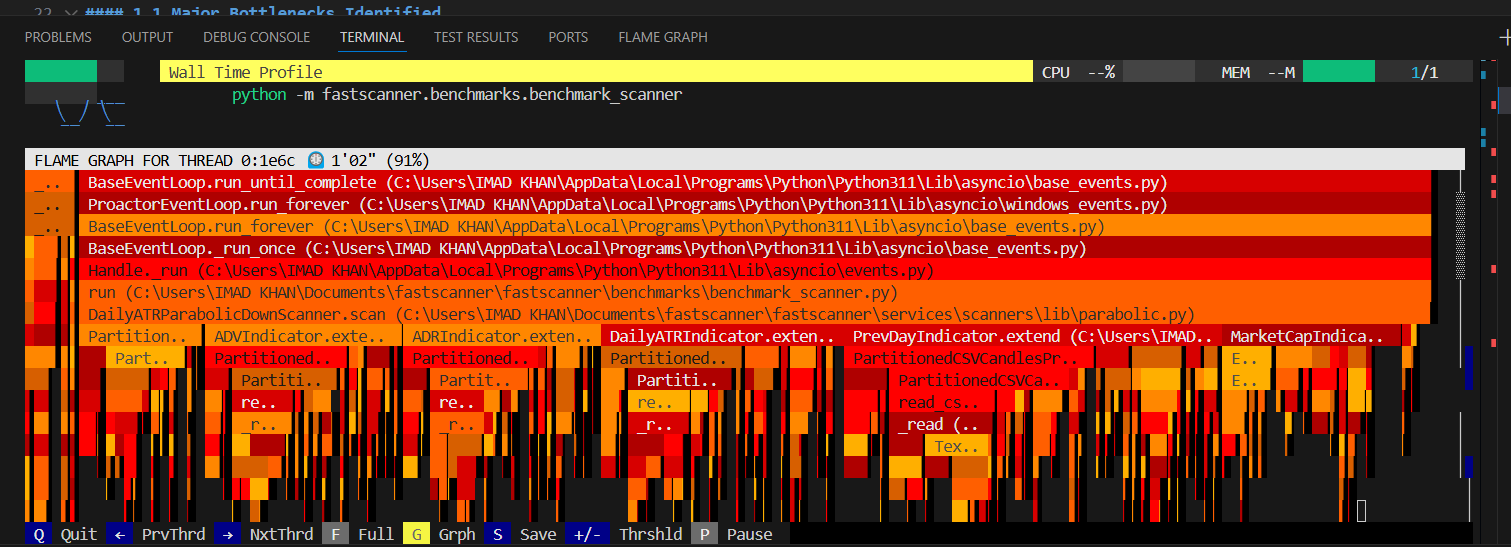 22 #### 1.1 Major Bottlenecks Identified
PROBLEMS OUTPUT DEBUG CONSOLE TERMINAL TEST RESULTS PORTS FLAME GRAPH
Wall Time Profile CPU --% MEM --M 1/1
python -m fastscanner.benchmarks.benchmark_scanner
FLAME GRAPH FOR THREAD 0:1e6c 1'02" (91%)
_.. BaseEventLoop.run_until_complete (C:\Users\IMAD KHAN\AppData\Local\Programs\Python\Python311\Lib\asyncio\base_events.py)
_.. ProactorEventLoop.run_forever (C:\Users\IMAD KHAN\AppData\Local\Programs\Python\Python311\Lib\asyncio\windows_events.py)
_.. BaseEventLoop.run_forever (C:\Users\IMAD KHAN\AppData\Local\Programs\Python\Python311\Lib\asyncio\base_events.py)
BaseEventLoop._run_once (C:\Users\IMAD KHAN\AppData\Local\Programs\Python\Python311\Lib\asyncio\base_events.py)
Handle._run (C:\Users\IMAD KHAN\AppData\Local\Programs\Python\Python311\Lib\asyncio\events.py)
run (C:\Users\IMAD KHAN\Documents\fastscanner\fastscanner\benchmarks\benchmark_scanner.py)
DailyATRParabolicDownScanner.scan (C:\Users\IMAD KHAN\Documents\fastscanner\fastscanner\services\scanners\lib\parabolic.py)
Partition.. ADVIndicator.exte.. ADRIndicator.exten.. DailyATRIndicator.exten.. PrevDayIndicator.extend (C:\Users\IMAD.. MarketCapIndica..
Part.. Partitioned.. Partitioned.. Partitioned.. PartitionedCSVCandlesPr.. E..
Partiti.. Partit.. Partiti.. PartitionedCSVCa.. E..
re.. re.. re.. read_cs..
_r.. _r.. _r.. _read (..
Tex..
Q Quit ← PrvThrd → NxtThrd F Full G Grph S Save +/- Thrshld P Pause